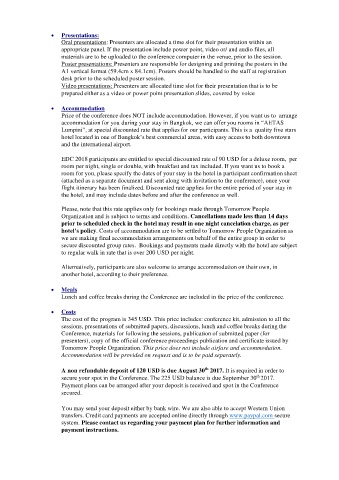 • Presentations:
Oral presentations: Presenters are allocated a time slot for their presentation within an
appropriate panel. If the presentation include power point, video or/ and audio files, all
materials are to be uploaded to the conference computer in the venue, prior to the session.
Poster presentations: Presenters are responsible for designing and printing the posters in the
A1 vertical format (59.4cm x 84.1cm). Posters should be handed to the staff at registration
desk prior to the scheduled poster session.
Video presentations: Presenters are allocated time slot for their presentation that is to be
prepared either as a video or power point presentation slides, covered by voice
• Accommodation
Price of the conference does NOT include accommodation. However, if you want us to arrange
accommodation for you during your stay in Bangkok, we can offer you rooms in "AETAS
Lumpini", at special discounted rate that applies for our participants. This is a quality five stars
hotel located in one of Bangkok's best commercial areas, with easy access to both downtown
and the international airport.
EDC 2018 participants are entitled to special discounted rate of 90 USD for a deluxe room, per
room per night, single or double, with breakfast and tax included. If you want us to book a
room for you, please specify the dates of your stay in the hotel in participant confirmation sheet
(attached as a separate document and sent along with invitation to the conference), once your
flight itinerary has been finalized. Discounted rate applies for the entire period of your stay in
the hotel, and may include dates before and after the conference as well.
Please, note that this rate applies only for bookings made through Tomorrow People
Organization and is subject to terms and conditions. Cancellations made less than 14 days
prior to scheduled check in the hotel may result in one night cancelation charge, as per
hotel's policy. Costs of accommodation are to be settled to Tomorrow People Organization as
we are making final accommodation arrangements on behalf of the entire group in order to
secure discounted group rates. Bookings and payments made directly with the hotel are subject
to regular walk in rate that is over 200 USD per night.
Alternatively, participants are also welcome to arrange accommodation on their own, in
another hotel, according to their preference.
• Meals
Lunch and coffee breaks during the Conference are included in the price of the conference.
• Costs
The cost of the program is 345 USD. This price includes: conference kit, admission to all the
sessions, presentations of submitted papers, discussions, lunch and coffee breaks during the
Conference, materials for following the sessions, publication of submitted paper (for
presenters), copy of the official conference proceedings publication and certificate issued by
Tomorrow People Organization. This price does not include airfare and accommodation.
Accommodation will be provided on request and is to be paid separately.
A non refundable deposit of 120 USD is due August 30th 2017. It is required in order to
secure your spot in the Conference. The 225 USD balance is due September 30th 2017.
Payment plans can be arranged after your deposit is received and spot in the Conference
secured.
You may send your deposit either by bank wire. We are also able to accept Western Union
transfers. Credit card payments are accepted online directly through www.paypal.com secure
system. Please contact us regarding your payment plan for further information and
payment instructions.